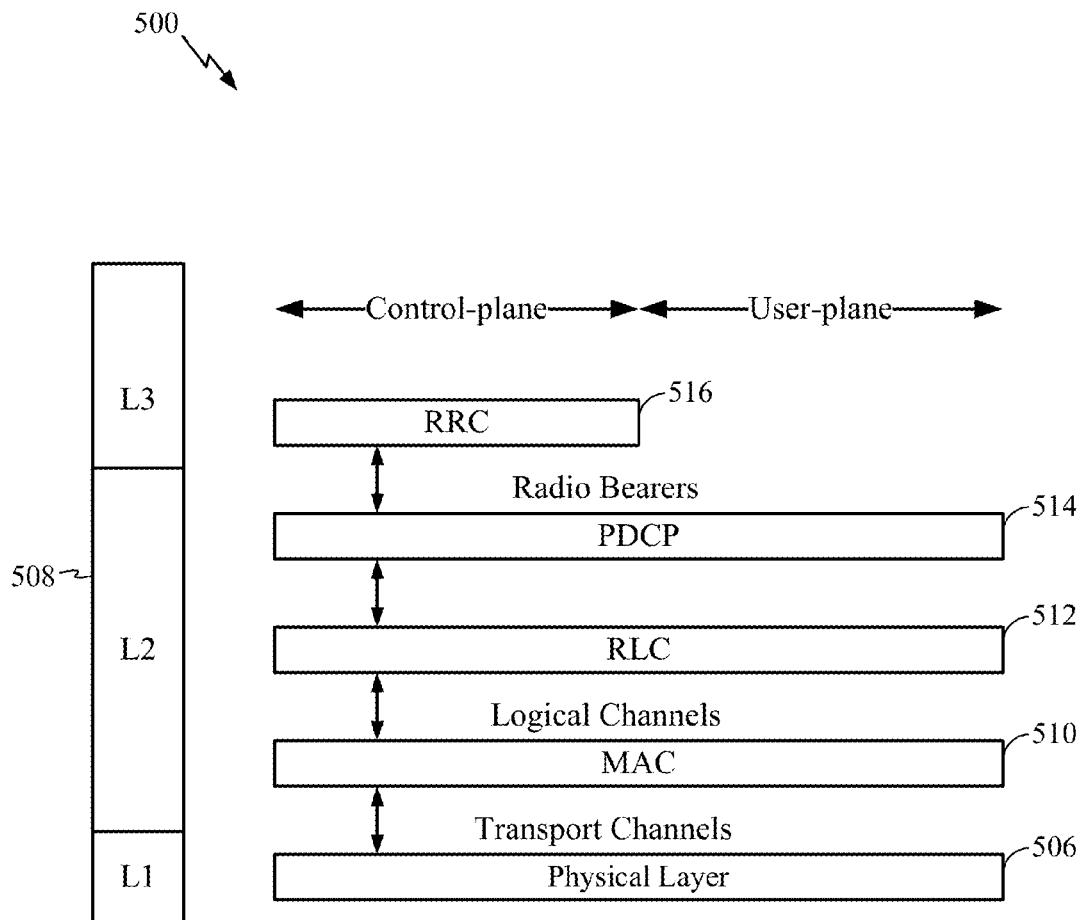 500
Control-plane
User-plane
L3
516
RRC
Radio Bearers
514
PDCP
508
512
L2
RLC
Logical Channels
510
MAC
Transport Channels
506
L1
Physical Layer